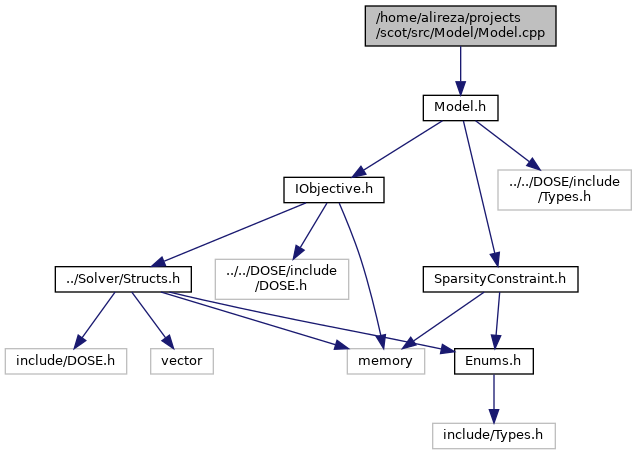 /home/alireza/projects
/scot/src/Model/Model.cpp
Model.h
IObjective.h
../../DOSE/include
/Types.h
../Solver/Structs.h
../../DOSE/include
/DOSE.h
SparsityConstraint.h
include/DOSE.h
vector
memory
Enums.h
include/Types.h